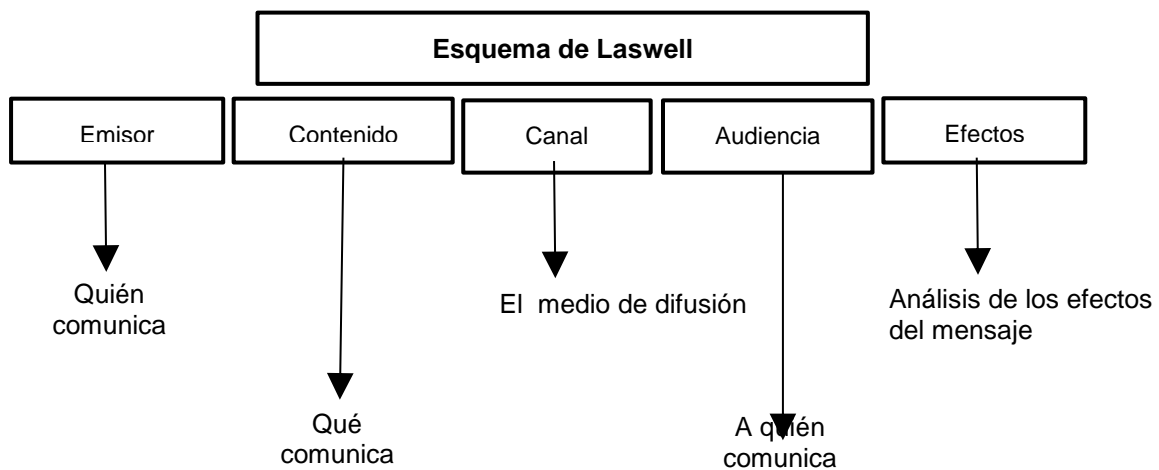 Esquema de Laswell
Emisor
Contenido
Canal
Audiencia
Efectos
Quién
comunica
Qué
comunica
El medio de difusión
A quién
comunica
Análisis de los efectos
del mensaje